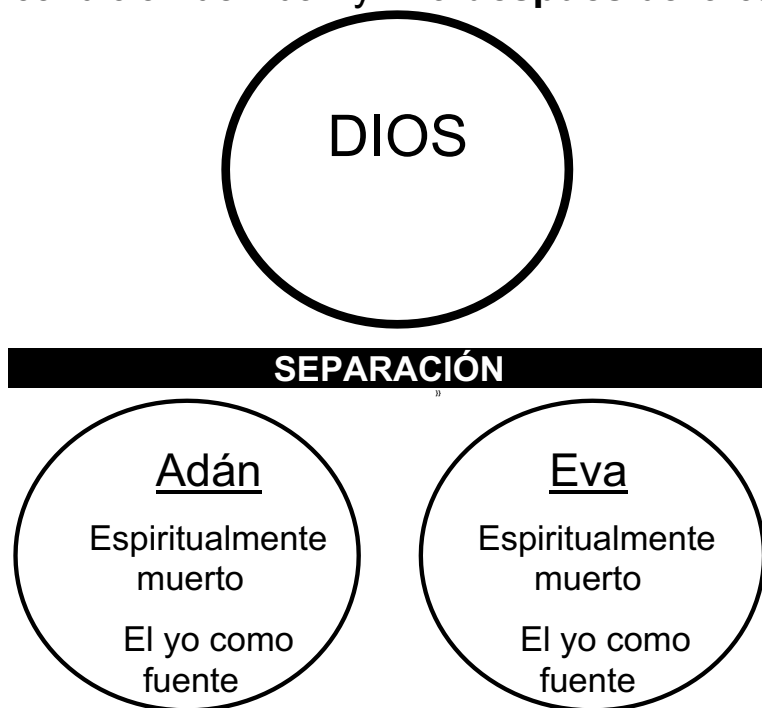 DIOS
SEPARACIÓN
Adán
Espiritualmente
muerto
El yo como
fuente
Eva
Espiritualmente
muerto
El yo como
fuente